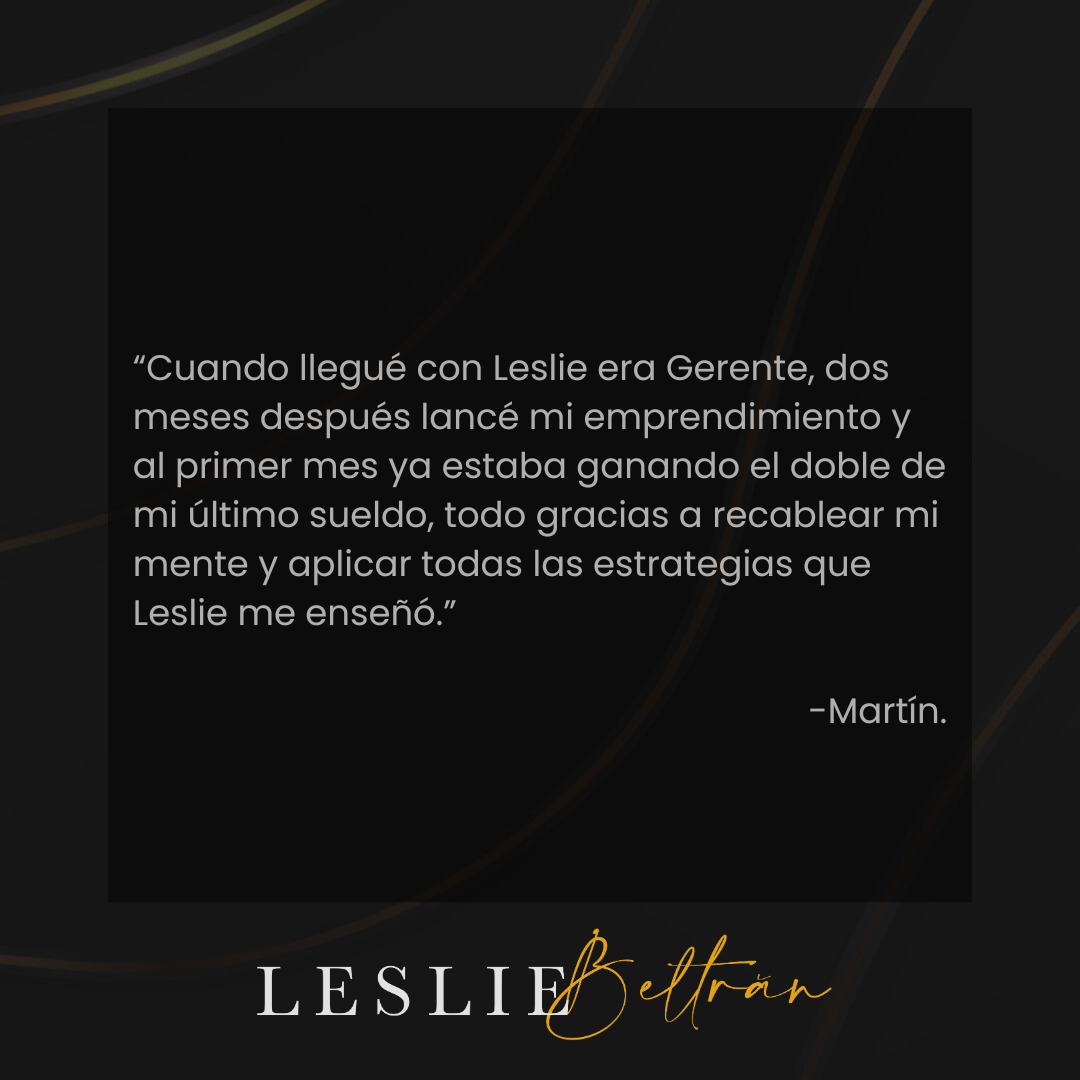 “Cuando llegué con Leslie era Gerente, dos
meses después lancé mi emprendimiento y
al primer mes ya estaba ganando el doble de
mi último sueldo, todo gracias a recablear mi
mente y aplicar todas las estrategias que
Leslie me enseñó.”
-Martín.
LESLIE Beltrán